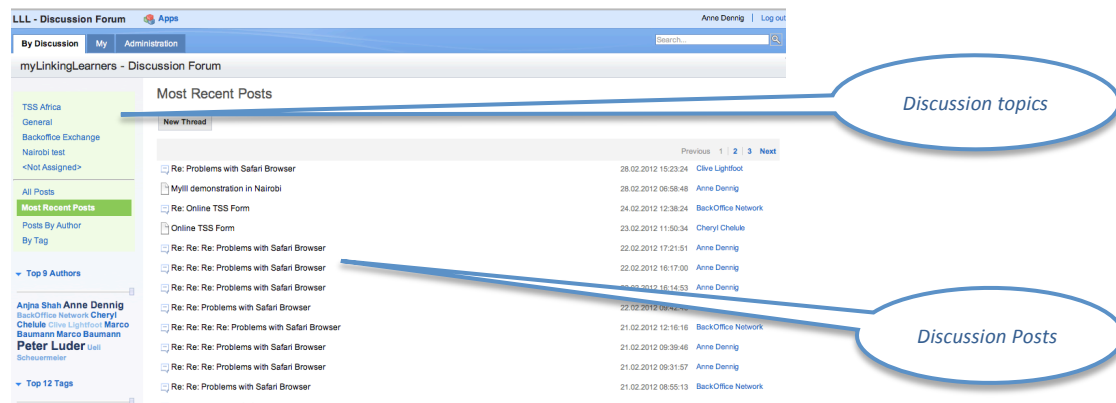 LLL - Discussion Forum Apps Anne Dennig | Log out
By Discussion My Administration Search...
myLinkingLearners - Discussion Forum
TSS Africa
General
Backoffice Exchange
Nairobi test
<Not Assigned>
All Posts
Most Recent Posts
Posts By Author
By Tag
Top 9 Authors
Anjna Shah Anne Dennig
BackOffice Network Cheryl
Chelule Clive Lightfoot Marco
Baumann Marco Baumann
Peter Luder Ueli
Scheuermeier
Top 12 Tags
Most Recent Posts
New Thread
Previous 1 | 2 | 3 Next
Re: Problems with Safari Browser 28.02.2012 15:23:24 Clive Lightfoot
Mylll demonstration in Nairobi 28.02.2012 06:58:48 Anne Dennig
Re: Online TSS Form 24.02.2012 12:38:24 BackOffice Network
Online TSS Form 23.02.2012 11:50:34 Cheryl Chelule
Re: Re: Re: Problems with Safari Browser 22.02.2012 17:21:51 Anne Dennig
Re: Re: Re: Problems with Safari Browser 22.02.2012 16:17:00 Anne Dennig
Re: Re: Re: Problems with Safari Browser 16:14:53 Anne Dennig
Re: Re: Problems with Safari Browser 22.02.2012
Re: Re: Re: Re: Problems with Safari Browser 21.02.2012 12:16:16 BackOffice Network
Re: Re: Re: Problems with Safari Browser 21.02.2012 09:39:46 Anne Dennig
Re: Re: Problems with Safari Browser 21.02.2012 09:31:57 Anne Dennig
Re: Re: Problems with Safari Browser 21.02.2012 08:55:13 BackOffice Network
Discussion topics
Discussion Posts